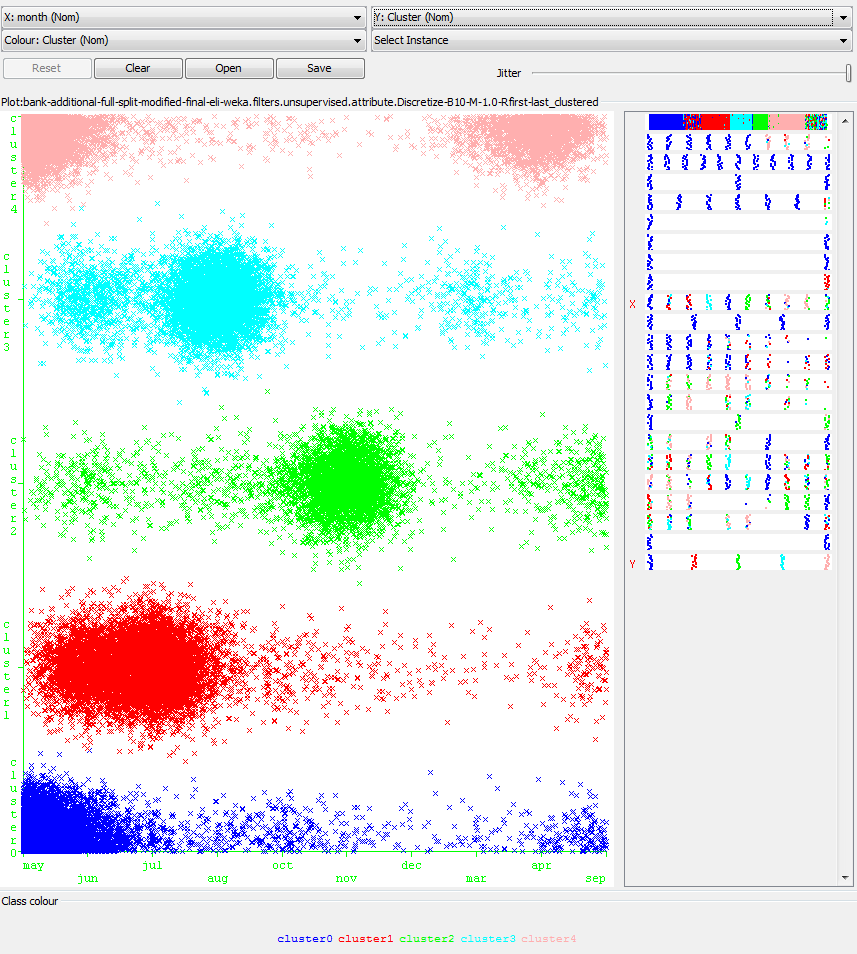 X: month (Nom)
Y: Cluster (Nom)
Colour: Cluster (Nom)
Select Instance
Reset
Clear
Open
Save
Jitter
Plot:bank-additional-full-split-modified-final-eli-weka.filters.unsupervised.attribute.Discretize-B10-M-1.0-Rfirst-last_clustered
cluster4
cluster3
cluster2
cluster1
cluster0
X
Y
may
jun
jul
aug
oct
nov
dec
mar
apr
sep
Class colour
cluster0 cluster1 cluster2 cluster3 cluster4